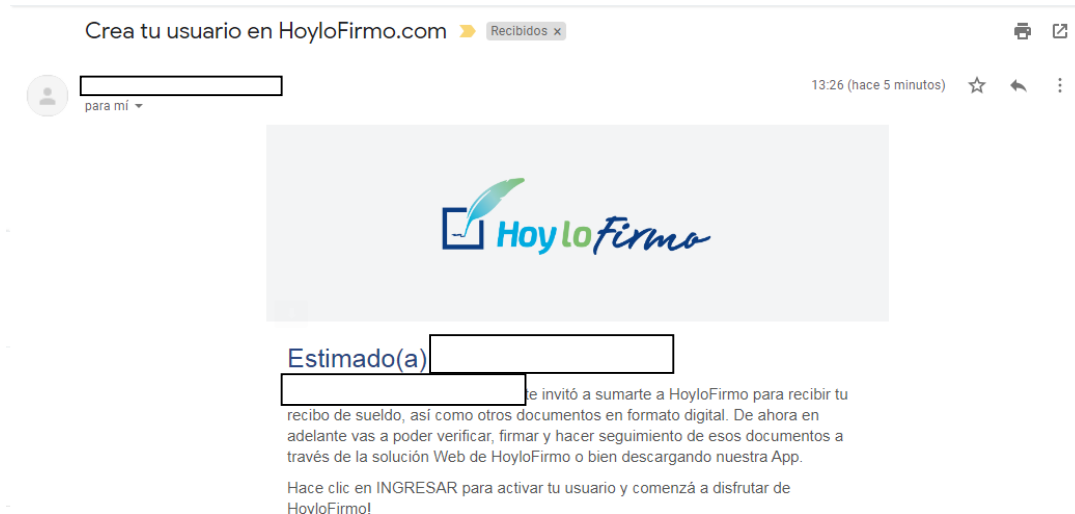 Crea tu usuario en HoyloFirmo.com Recibidos x
13:26 (hace 5 minutos)
para mí
Hoy lo Firmo
Estimado(a)
te invitó a sumarte a HoyloFirmo para recibir tu
recibo de sueldo, así como otros documentos en formato digital. De ahora en
adelante vas a poder verificar, firmar y hacer seguimiento de esos documentos a
través de la solución Web de HoyloFirmo o bien descargando nuestra App.
Hace clic en INGRESAR para activar tu usuario y comenzá a disfrutar de
HoyloFirmo!